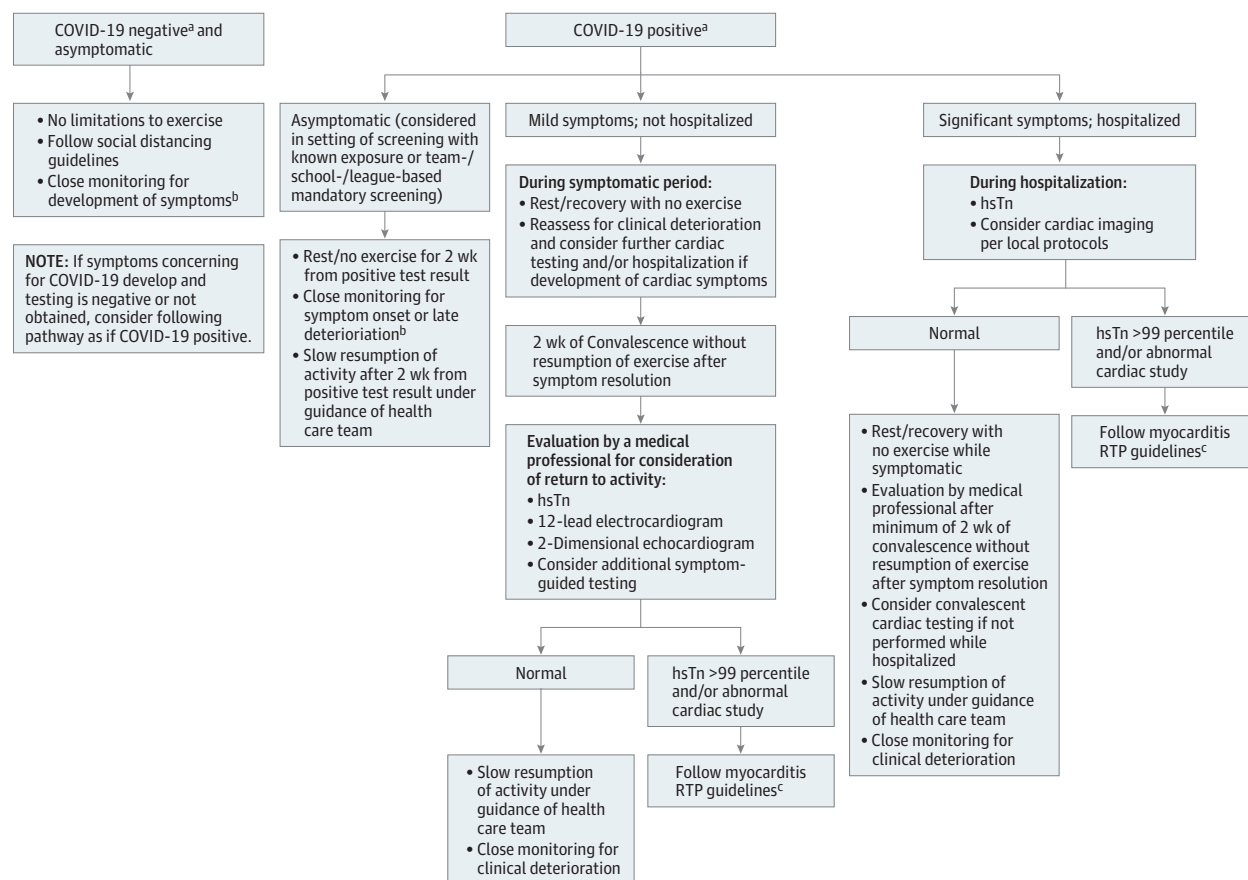 COVID-19 negativeᵃ and
asymptomatic
• No limitations to exercise
• Follow social distancing
guidelines
• Close monitoring for
development of symptomsᵇ
NOTE: If symptoms concerning
for COVID-19 develop and
testing is negative or not
obtained, consider following
pathway as if COVID-19 positive.
COVID-19 positiveᵃ
Asymptomatic (considered
in setting of screening with
known exposure or team-/
school-/league-based
mandatory screening)
• Rest/no exercise for 2 wk
from positive test result
• Close monitoring for
symptom onset or late
deterioriationᵇ
• Slow resumption of
activity after 2 wk from
positive test result under
guidance of health
care team
Mild symptoms; not hospitalized
During symptomatic period:
• Rest/recovery with no exercise
• Reassess for clinical deterioration
and consider further cardiac
testing and/or hospitalization if
development of cardiac symptoms
2 wk of Convalescence without
resumption of exercise after
symptom resolution
Evaluation by a medical
professional for consideration
of return to activity:
• hsTn
• 12-lead electrocardiogram
• 2-Dimensional echocardiogram
• Consider additional symptom-
guided testing
Normal
• Slow resumption
of activity under
guidance of health
care team
• Close monitoring for
clinical deterioration
hsTn >99 percentile
and/or abnormal
cardiac study
Follow myocarditis
RTP guidelinesᶜ
Significant symptoms; hospitalized
During hospitalization:
• hsTn
• Consider cardiac imaging
per local protocols
Normal
• Rest/recovery with
no exercise while
symptomatic
• Evaluation by medical
professional after
minimum of 2 wk of
convalescence without
resumption of exercise
after symptom resolution
• Consider convalescent
cardiac testing if not
performed while
hospitalized
• Slow resumption of
activity under guidance
of health care team
• Close monitoring for
clinical deterioration
hsTn >99 percentile
and/or abnormal
cardiac study
Follow myocarditis
RTP guidelinesᶜ